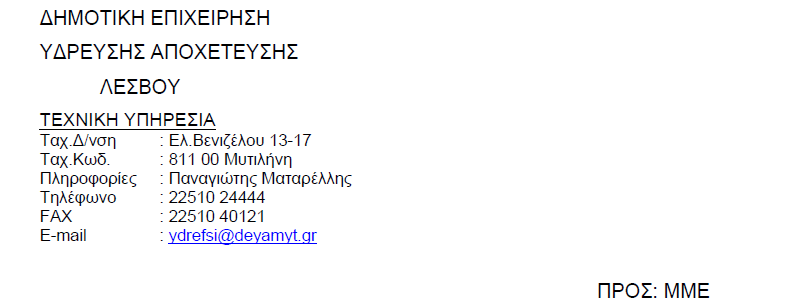 ΔΗΜΟΤΙΚΗ ΕΠΙΧΕΙΡΗΣΗ
ΥΔΡΕΥΣΗΣ ΑΠΟΧΕΤΕΥΣΗΣ
ΛΕΣΒΟΥ
ΤΕΧΝΙΚΗ ΥΠΗΡΕΣΙΑ
Ταχ.Δ/νση : Ελ.Βενιζέλου 13-17
Ταχ.Κωδ. : 811 00 Μυτιλήνη
Πληροφορίες : Παναγιώτης Ματαρέλλης
Τηλέφωνο : 22510 24444
FAX : 22510 40121
E-mail : ydrefsi@deyamyt.gr
ΠΡΟΣ: ΜΜΕ